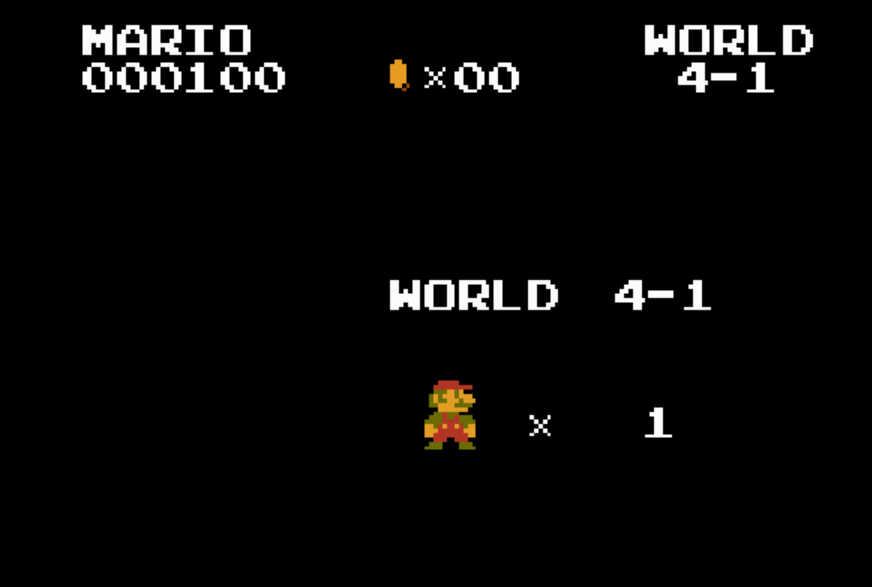 MARIO WORLD
000100 ×00 4-1
WORLD 4-1
× 1